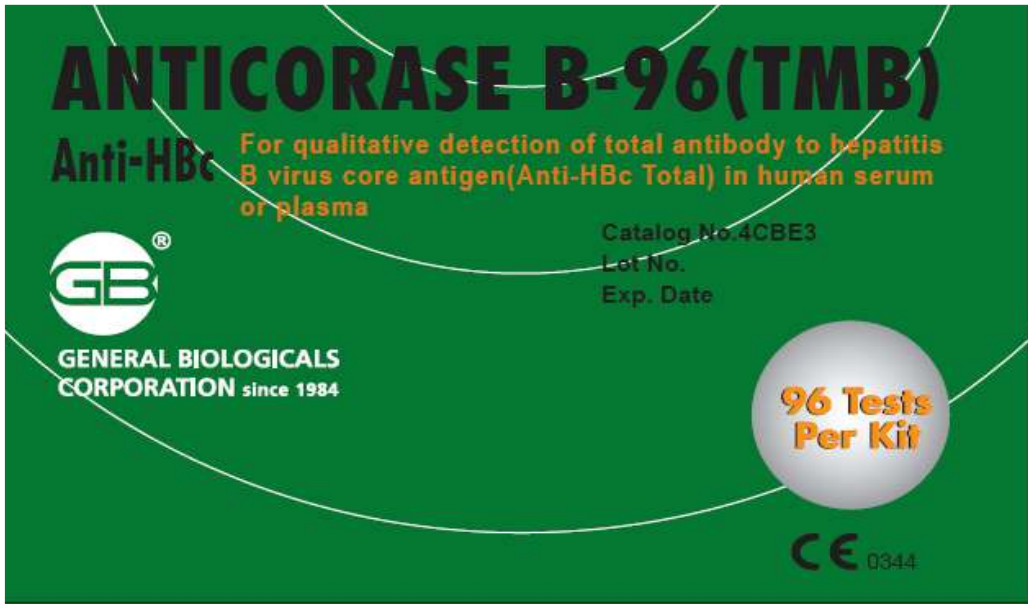 ANTICORASE B-96(TMB)
Anti-HBc
For qualitative detection of total antibody to hepatitis
B virus core antigen(Anti-HBc Total) in human serum
or plasma
Catalog No.4CBE3
Lot No.
Exp. Date
GB®
GENERAL BIOLOGICALS
CORPORATION since 1984
96 Tests
Per Kit
CE 0344